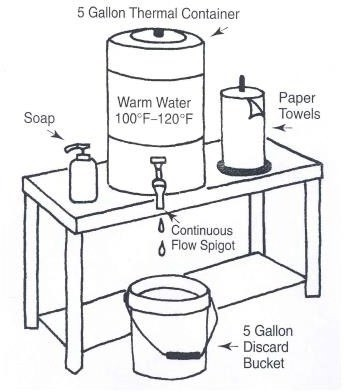 5 Gallon Thermal Container
Warm Water
100°F–120°F
Soap
Paper
Towels
Continuous
Flow Spigot
5 Gallon
Discard
Bucket